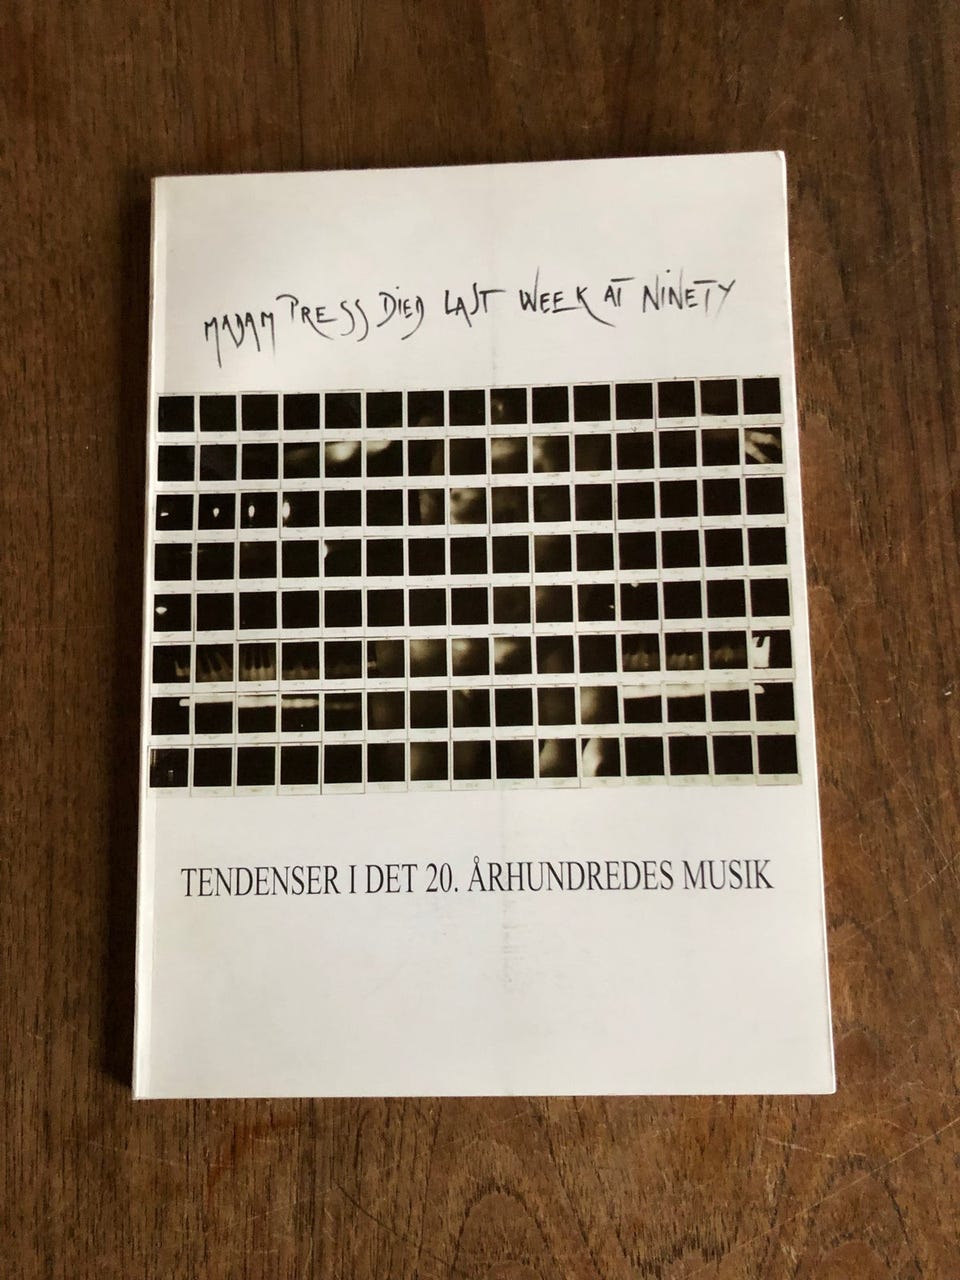 MADAM PRESS DIED LAST WEEK AT NINETY
TENDENSER I DET 20. ÅRHUNDREDES MUSIK